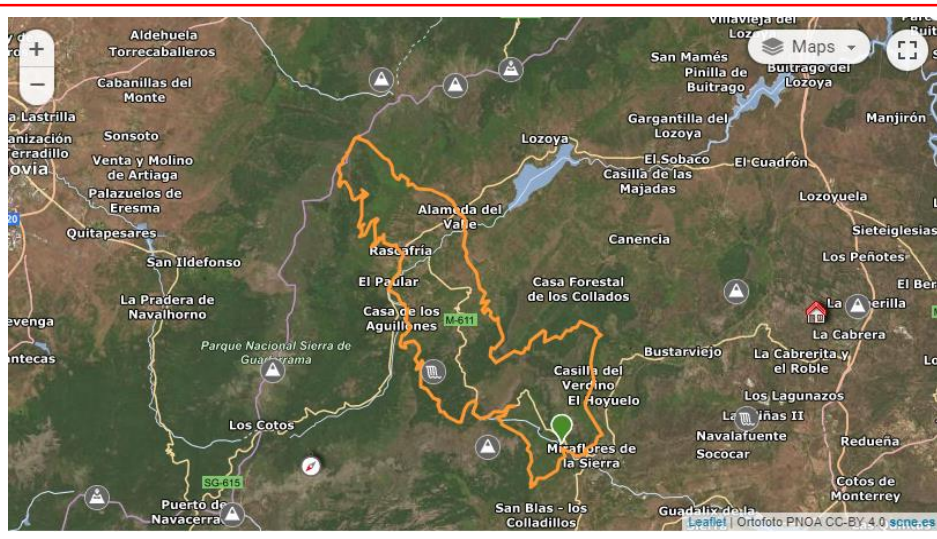 Villavieja del
Lozoya
Aldehuela
Torrecaballeros
Maps
San Mamés
Pinilla de
Buitrago
Buitrago del
Lozoya
Cabanillas del
Monte
a Lastrilla
Gargantilla del
Lozoya
Manjirón
Sonsoto
Lozoya
El Sobaco
El Cuadrón
Casilla de las
Majadas
Venta y Molino
de Artiaga
Palazuelos de
Eresma
Lozoyuela
20
Alameda del
Valle
Quitapesares
Canencia
Sieteiglesias
Rascafría
San Ildefonso
Los Peñotes
El Paular
Casa Forestal
de los Collados
La Pradera de
Navalhorno
Casa de los
Aguillones
M-611
La Cabrera
Parque Nacional Sierra de
Guadarrama
Bustarviejo
La Cabrerita y
el Roble
Casilla del
Verdino
El Hoyuelo
Los Lagunazos
Los Cotos
Navalafuente
Miraflores de
la Sierra
Sococar
Redueña
SG-615
Cotos de
Monterrey
Puerto de
Navacerra
San Blas - los
Colladillos
Guadalix de la
Leaflet | Ortofoto PNOA CC-BY 4.0 scne.es